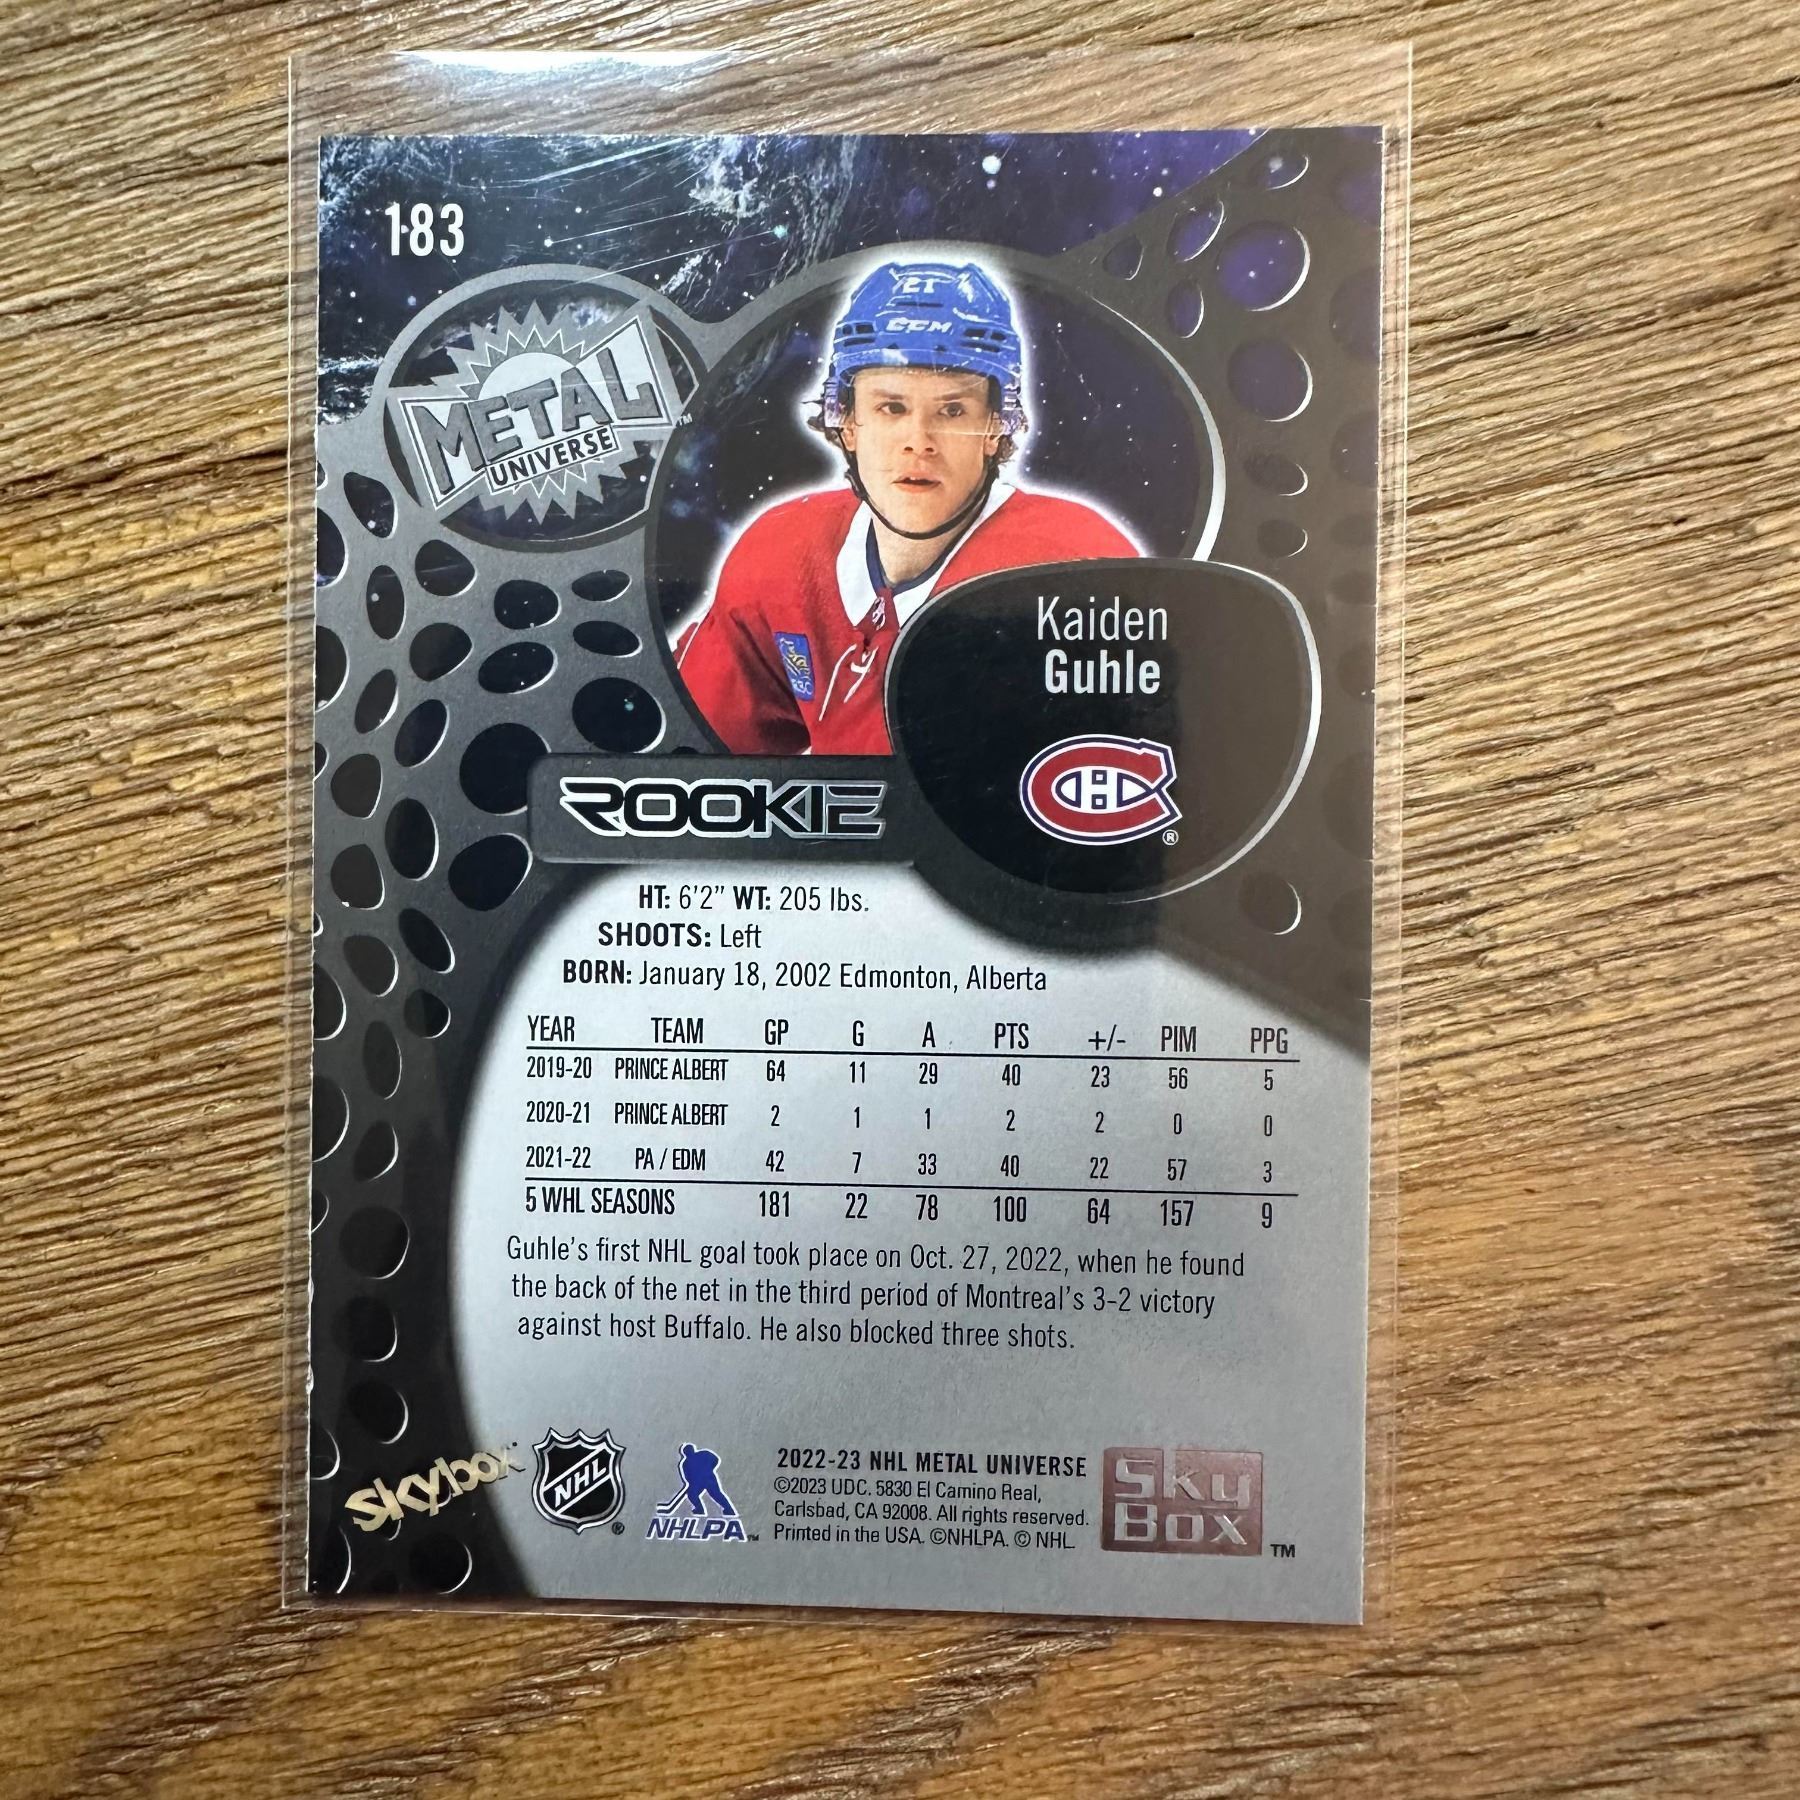 183
METAL™
UNIVERSE
21
CCM
Kaiden
Guhle
ROOKIE
HT: 6'2" WT: 205 lbs.
SHOOTS: Left
BORN: January 18, 2002 Edmonton, Alberta
YEAR TEAM GP G A PTS +/- PIM PPG
2019-20 PRINCE ALBERT 64 11 29 40 23 56 5
2020-21 PRINCE ALBERT 2 1 1 2 2 0 0
2021-22 PA / EDM 42 7 33 40 22 57 3
5 WHL SEASONS 181 22 78 100 64 157 9
Guhle's first NHL goal took place on Oct. 27, 2022, when he found
the back of the net in the third period of Montreal's 3-2 victory
against host Buffalo. He also blocked three shots.
skybox
NHL®
NHLPA™
2022-23 NHL METAL UNIVERSE
©2023 UDC. 5830 El Camino Real,
Carlsbad, CA 92008. All rights reserved.
Printed in the USA. ©NHLPA. © NHL
Sky
Box™